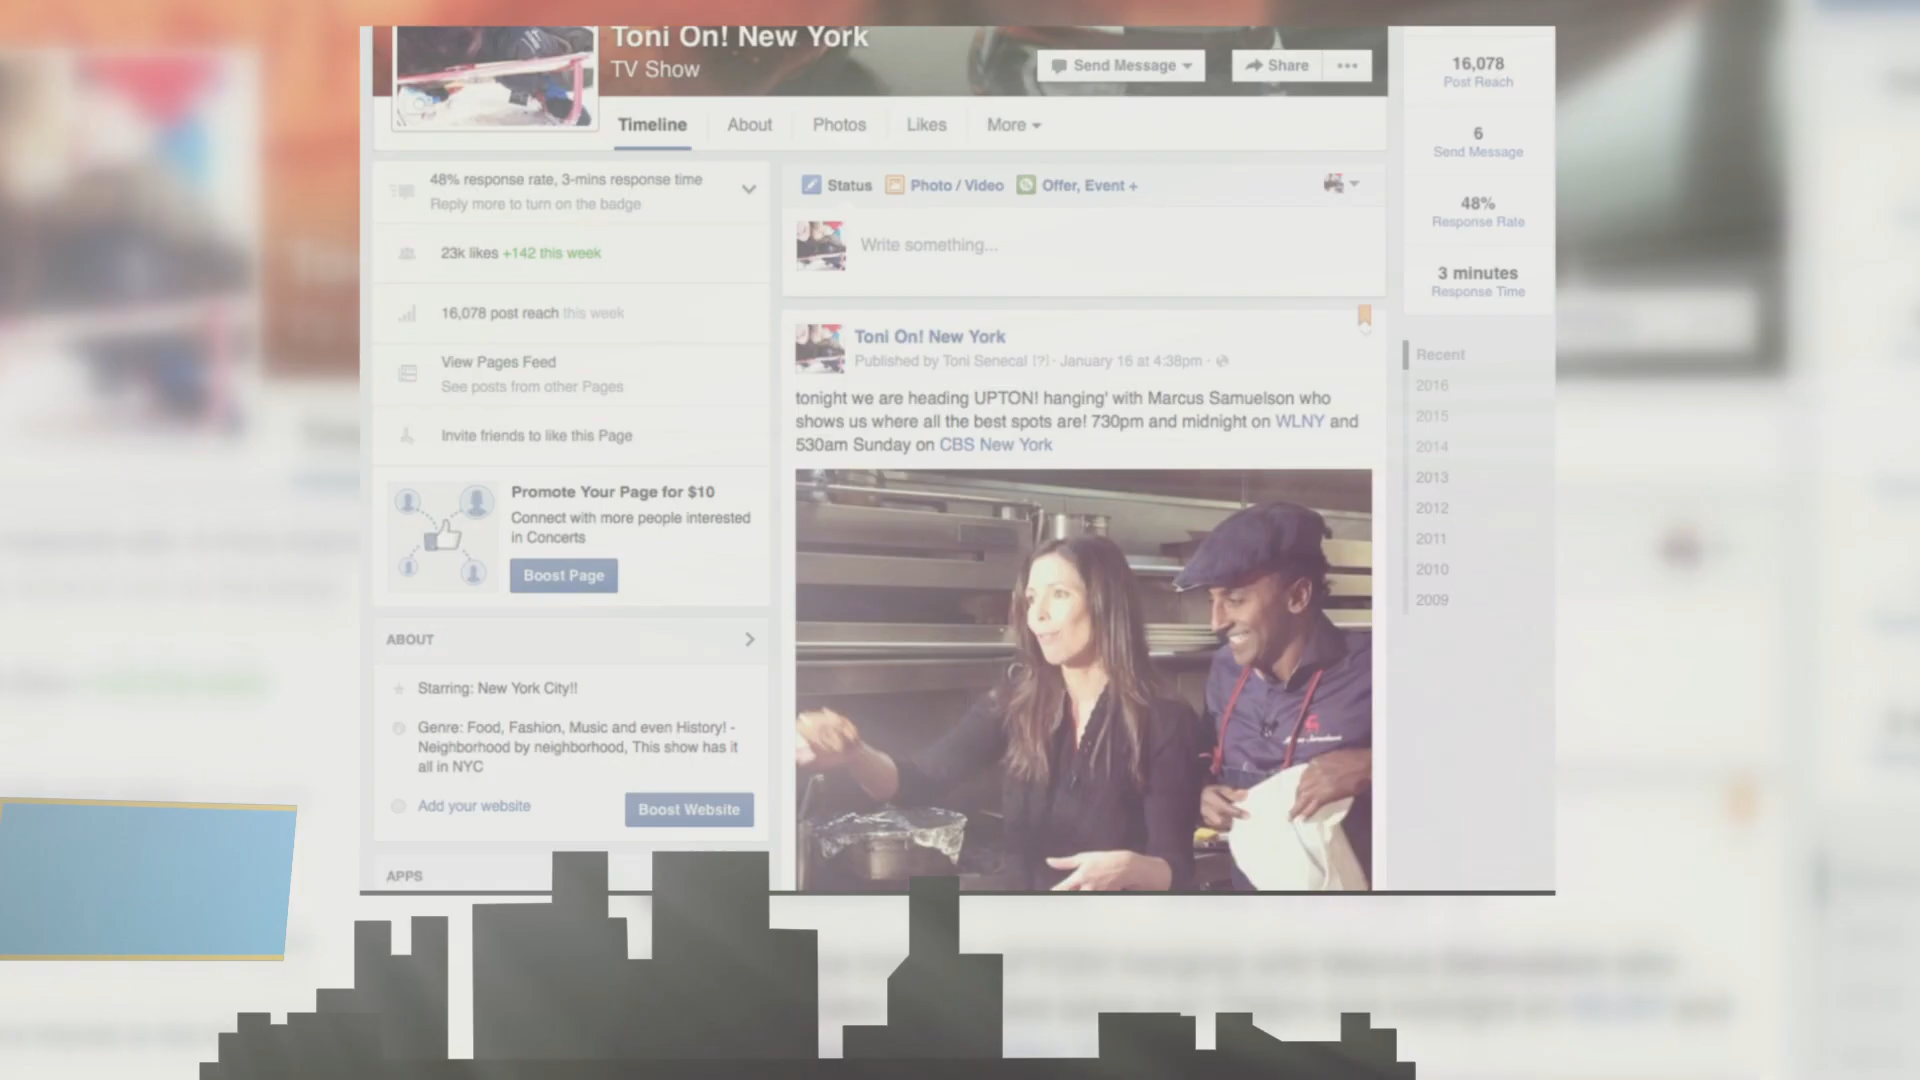 Toni On! New York
TV Show
Send Message
Share
Timeline
About
Photos
Likes
More
48% response rate, 3-mins response time
Reply more to turn on the badge
23k likes +142 this week
16,078 post reach this week
View Pages Feed
See posts from other Pages
Invite friends to like this Page
Promote Your Page for $10
Connect with more people interested
in Concerts
Boost Page
ABOUT
Starring: New York City!!
Genre: Food, Fashion, Music and even History! -
Neighborhood by neighborhood, This show has it
all in NYC
Add your website
Boost Website
APPS
Status
Photo / Video
Offer, Event +
Write something...
Toni On! New York
Published by Toni Senecal [?] · January 16 at 4:38pm ·
tonight we are heading UPTON! hanging' with Marcus Samuelson who
shows us where all the best spots are! 730pm and midnight on WLNY and
530am Sunday on CBS New York
16,078
Post Reach
6
Send Message
48%
Response Rate
3 minutes
Response Time
Recent
2016
2015
2014
2013
2012
2011
2010
2009